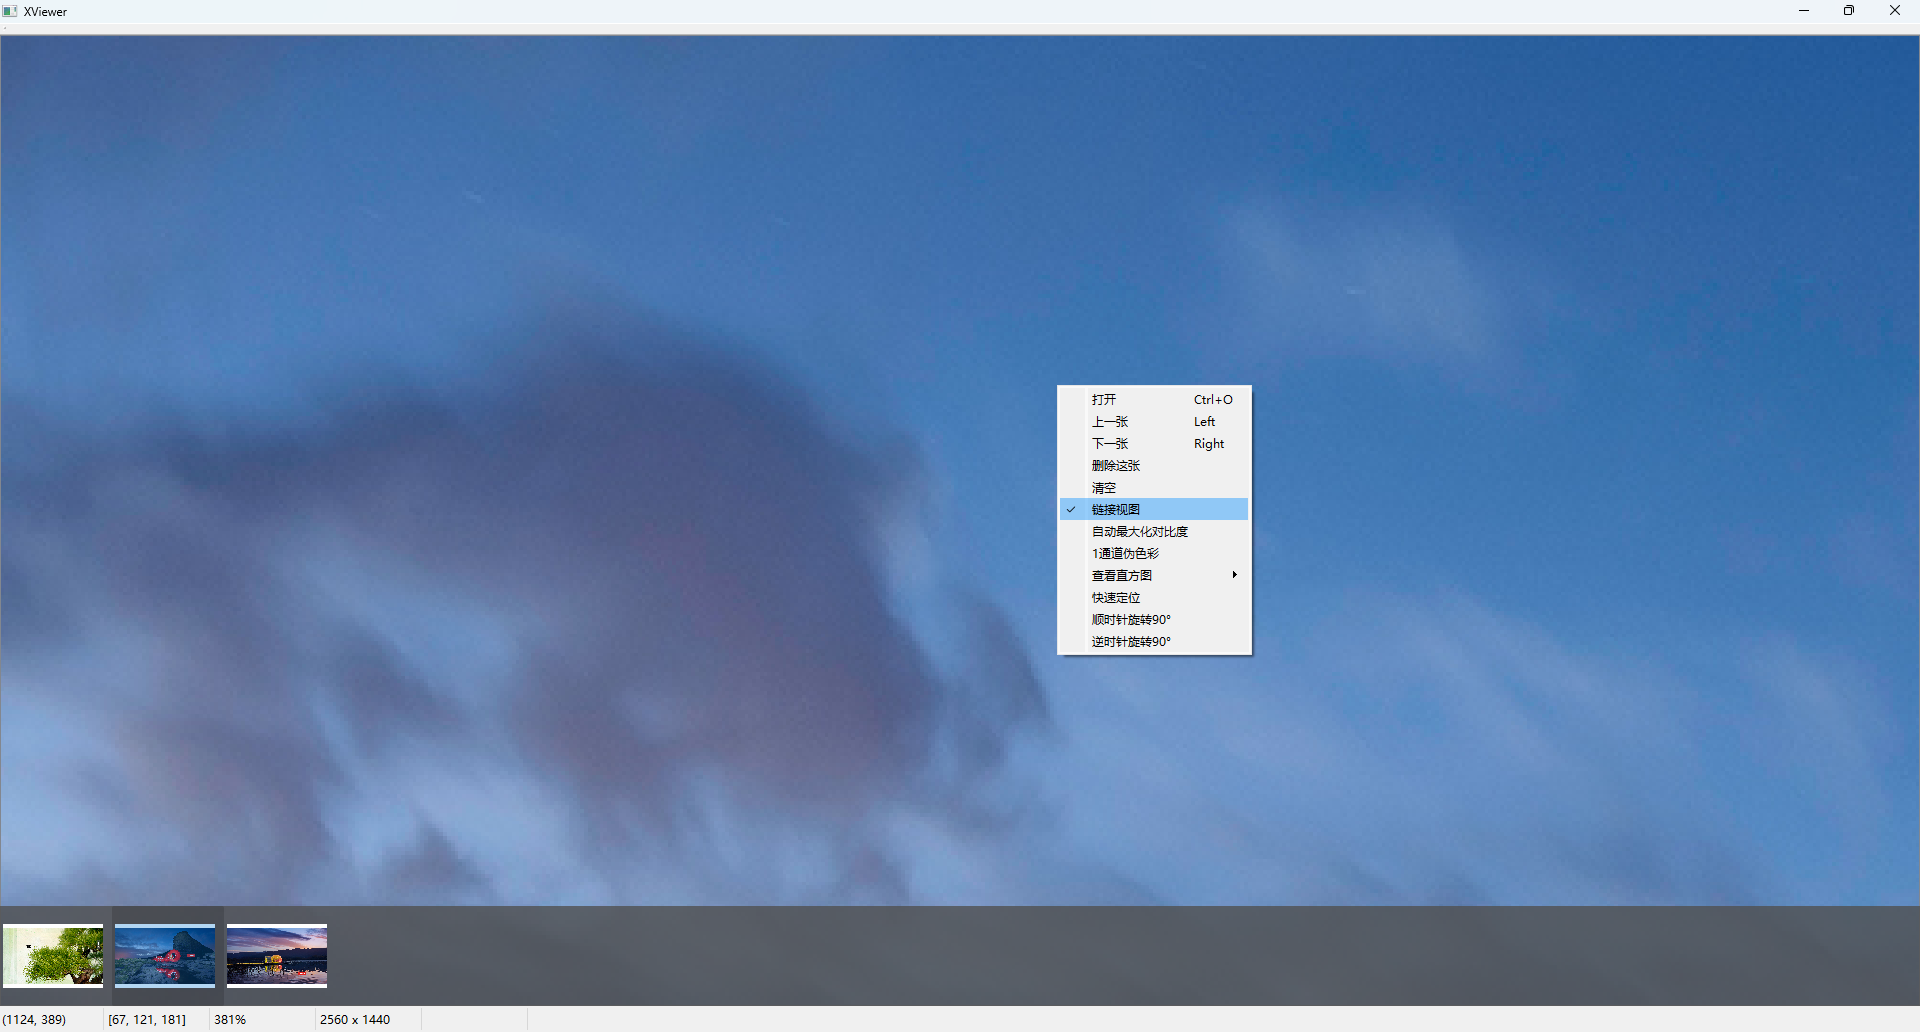 XViewer
打开 Ctrl+O
上一张 Left
下一张 Right
删除这张
清空
链接视图
自动最大化对比度
1通道伪色彩
查看直方图
快速定位
顺时针旋转90°
逆时针旋转90°
(1124, 389) [67, 121, 181] 381% 2560 x 1440